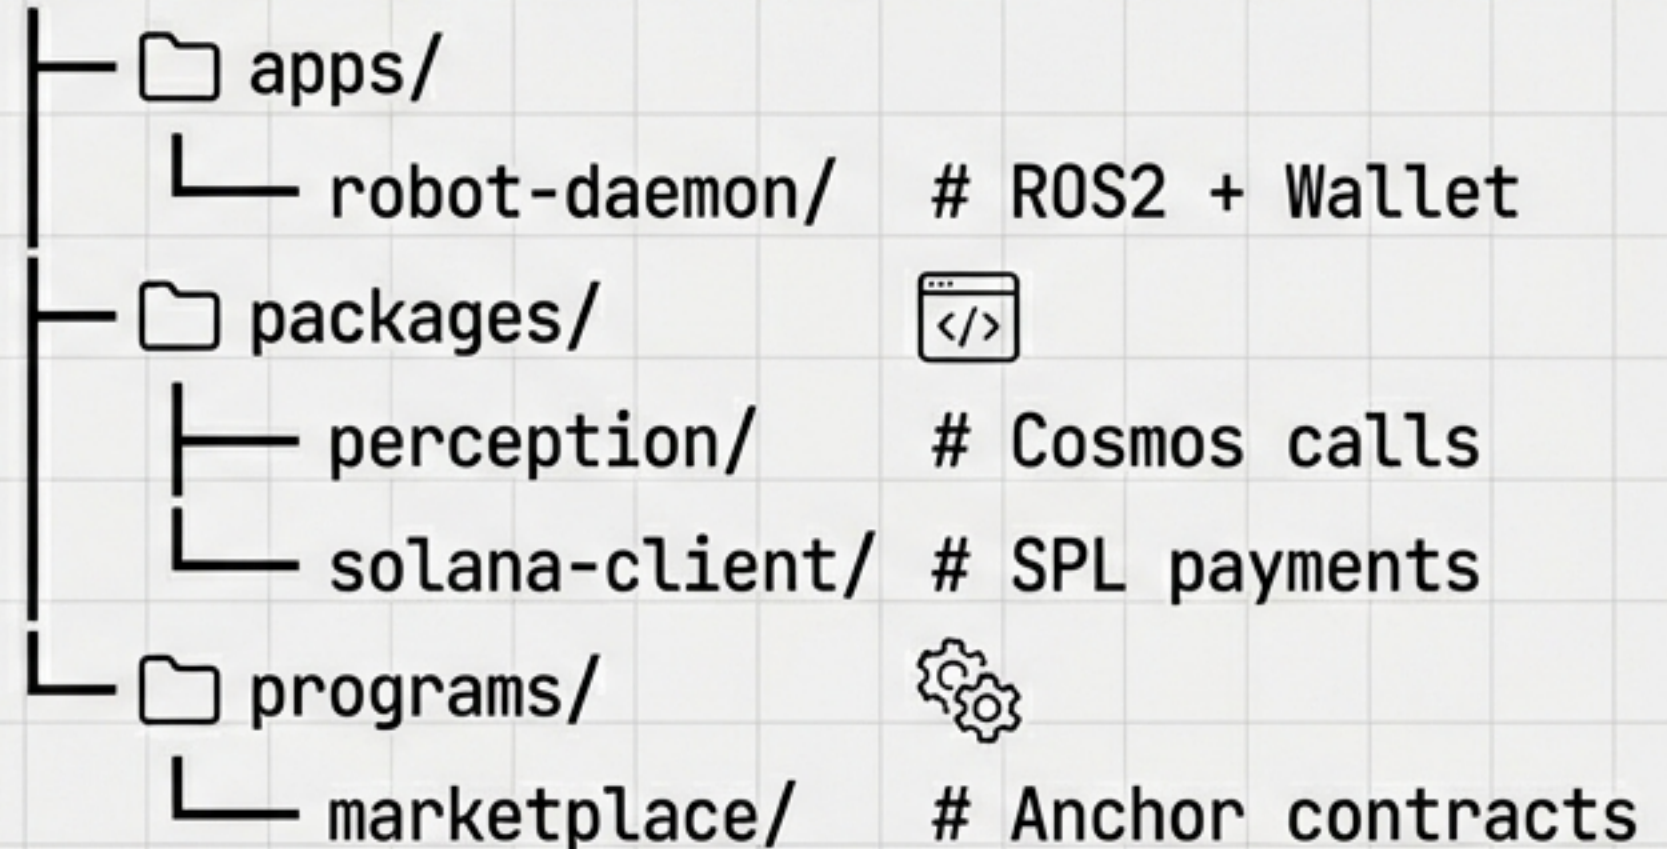 apps/
robot-daemon/ # ROS2 + Wallet
packages/ </>
perception/ # Cosmos calls
solana-client/ # SPL payments
programs/
marketplace/ # Anchor contracts